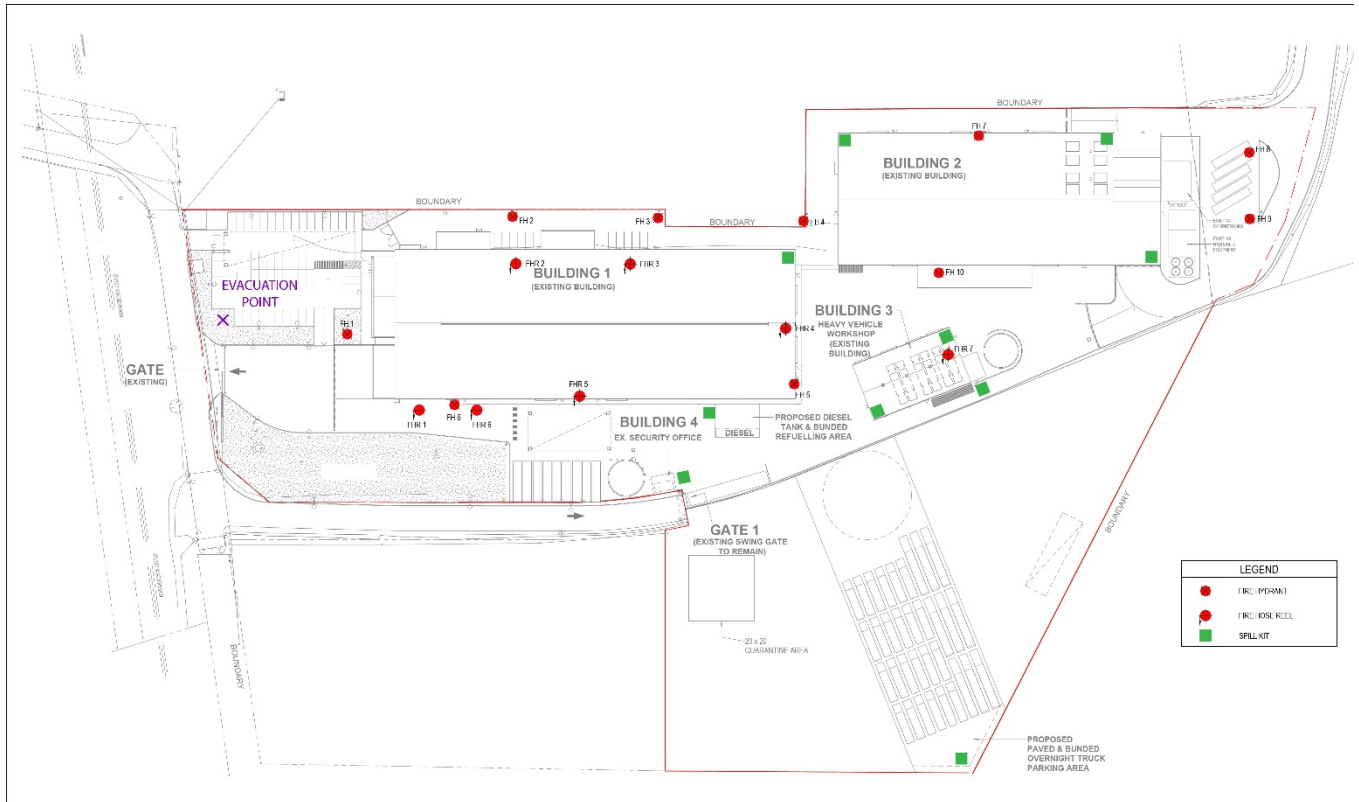 BOUNDARY
FH 7
BUILDING 2
(EXISTING BUILDING)
FH 8
BOUNDARY
FH 2
FH 3
BOUNDARY
FH 4
FH 9
FHR 2
FHR 3
BUILDING 1
(EXISTING BUILDING)
FH 10
EVACUATION
POINT
FH 1
FHR 4
BUILDING 3
HEAVY VEHICLE
WORKSHOP
(EXISTING
BUILDING)
FHR 7
GATE
(EXISTING)
FHR 5
FH 5
FHR 1
FH 6
FHR 6
BUILDING 4
EX. SECURITY OFFICE
DIESEL
PROPOSED DIESEL
TANK & BUNDED
REFUELLING AREA
GATE 1
(EXISTING SWING GATE
TO REMAIN)
BOUNDARY
20 x 20
QUARANTINE AREA
BOUNDARY
LEGEND
FIRE HYDRANT
FIRE HOSE REEL
SPILL KIT
PROPOSED
PAVED & BUNDED
OVERNIGHT TRUCK
PARKING AREA